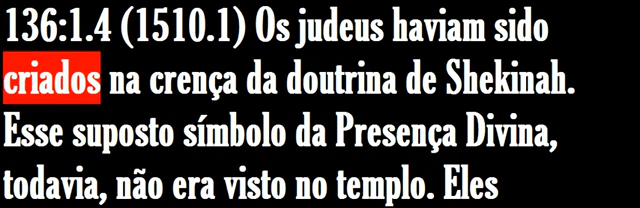 136:1.4 (1510.1) Os judeus haviam sido
criados na crença da doutrina de Shekinah.
Esse suposto símbolo da Presença Divina,
todavia, não era visto no templo. Eles